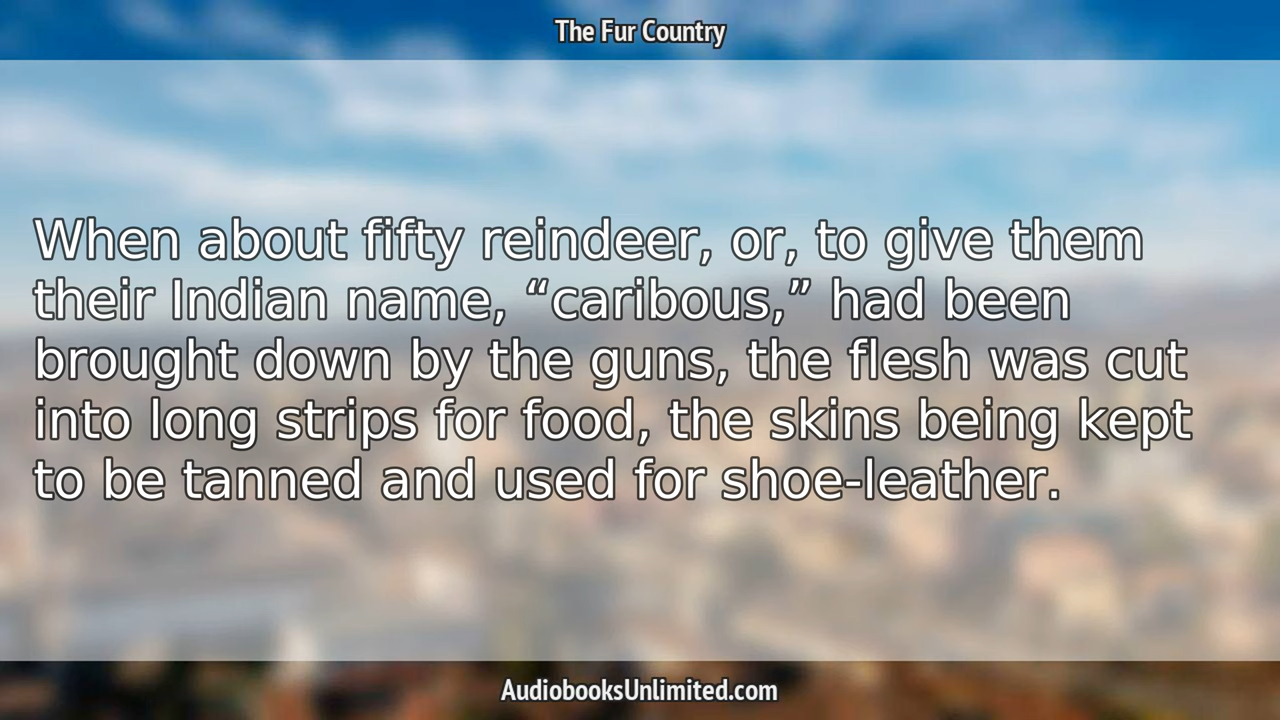 The Fur Country
When about fifty reindeer, or, to give them
their Indian name, “caribous,” had been
brought down by the guns, the flesh was cut
into long strips for food, the skins being kept
to be tanned and used for shoe-leather.
AudiobooksUnlimited.com